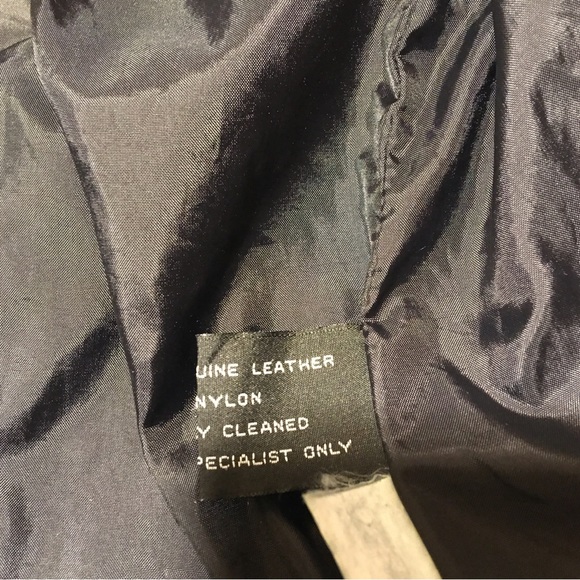 UINE LEATHER
NYLON
Y CLEANED
PECIALIST ONLY